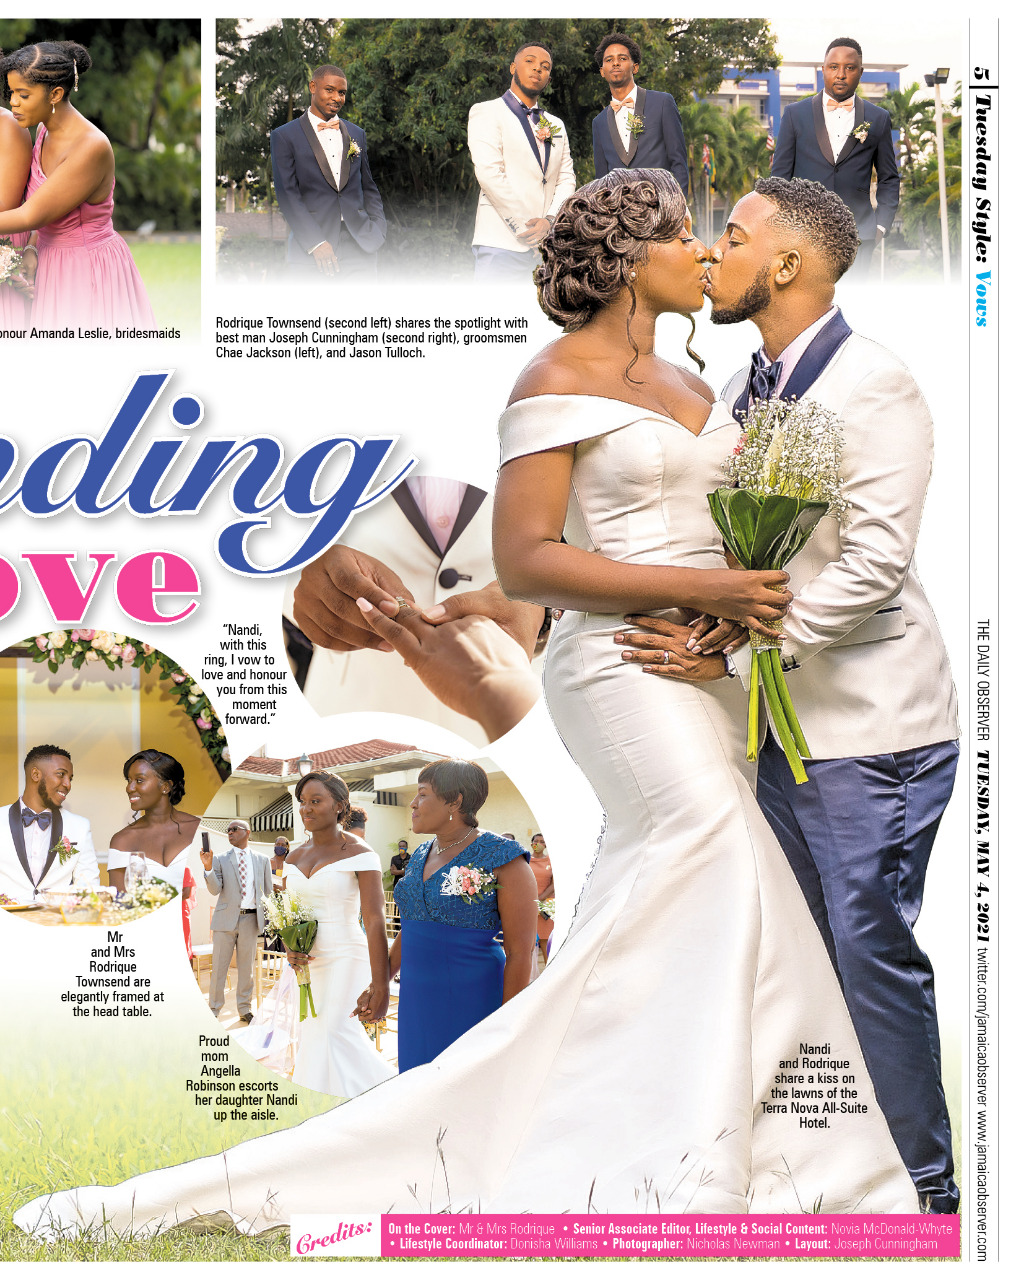 5 | Tuesday Style: Vows
onour Amanda Leslie, bridesmaids
Rodrique Townsend (second left) shares the spotlight with
best man Joseph Cunningham (second right), groomsmen
Chae Jackson (left), and Jason Tulloch.
nding
ove
“Nandi,
with this
ring, I vow to
love and honour
you from this
moment
forward.”
Mr
and Mrs
Rodrique
Townsend are
elegantly framed at
the head table.
Proud
mom
Angella
Robinson escorts
her daughter Nandi
up the aisle.
Nandi
and Rodrique
share a kiss on
the lawns of the
Terra Nova All-Suite
Hotel.
THE DAILY OBSERVER TUESDAY, MAY 4, 2021 twitter.com/jamaicaobserver www.jamaicaobserver.com
Credits:
On the Cover: Mr & Mrs Rodrique • Senior Associate Editor, Lifestyle & Social Content: Novia McDonald-Whyte
• Lifestyle Coordinator: Donisha Williams • Photographer: Nicholas Newman • Layout: Joseph Cunningham